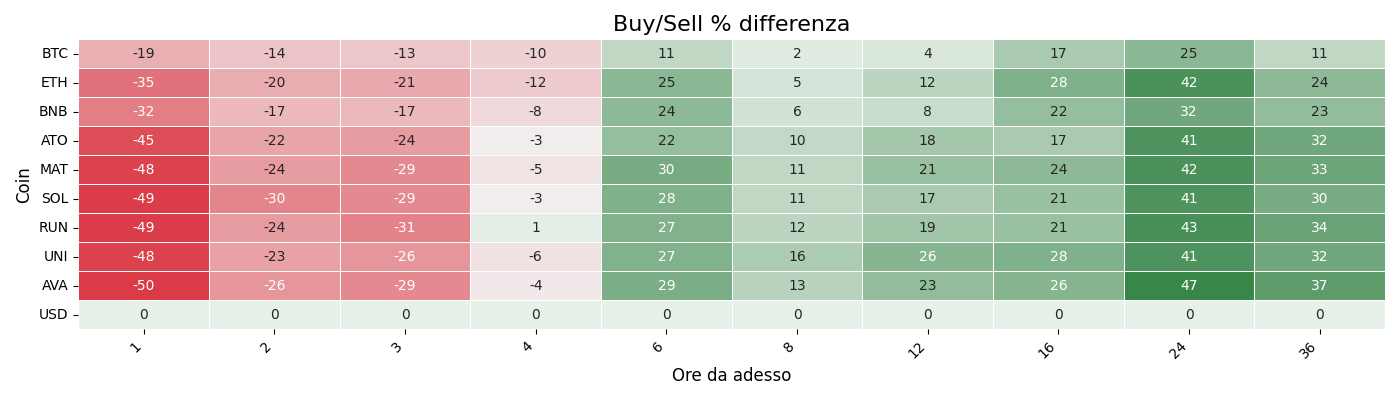 Buy/Sell % differenza
Coin
BTC -19 -14 -13 -10 11 2 4 17 25 11
ETH -35 -20 -21 -12 25 5 12 28 42 24
BNB -32 -17 -17 -8 24 6 8 22 32 23
ATO -45 -22 -24 -3 22 10 18 17 41 32
MAT -48 -24 -29 -5 30 11 21 24 42 33
SOL -49 -30 -29 -3 28 11 17 21 41 30
RUN -49 -24 -31 1 27 12 19 21 43 34
UNI -48 -23 -26 -6 27 16 26 28 41 32
AVA -50 -26 -29 -4 29 13 23 26 47 37
USD 0 0 0 0 0 0 0 0 0 0
1 2 3 4 6 8 12 16 24 36
Ore da adesso